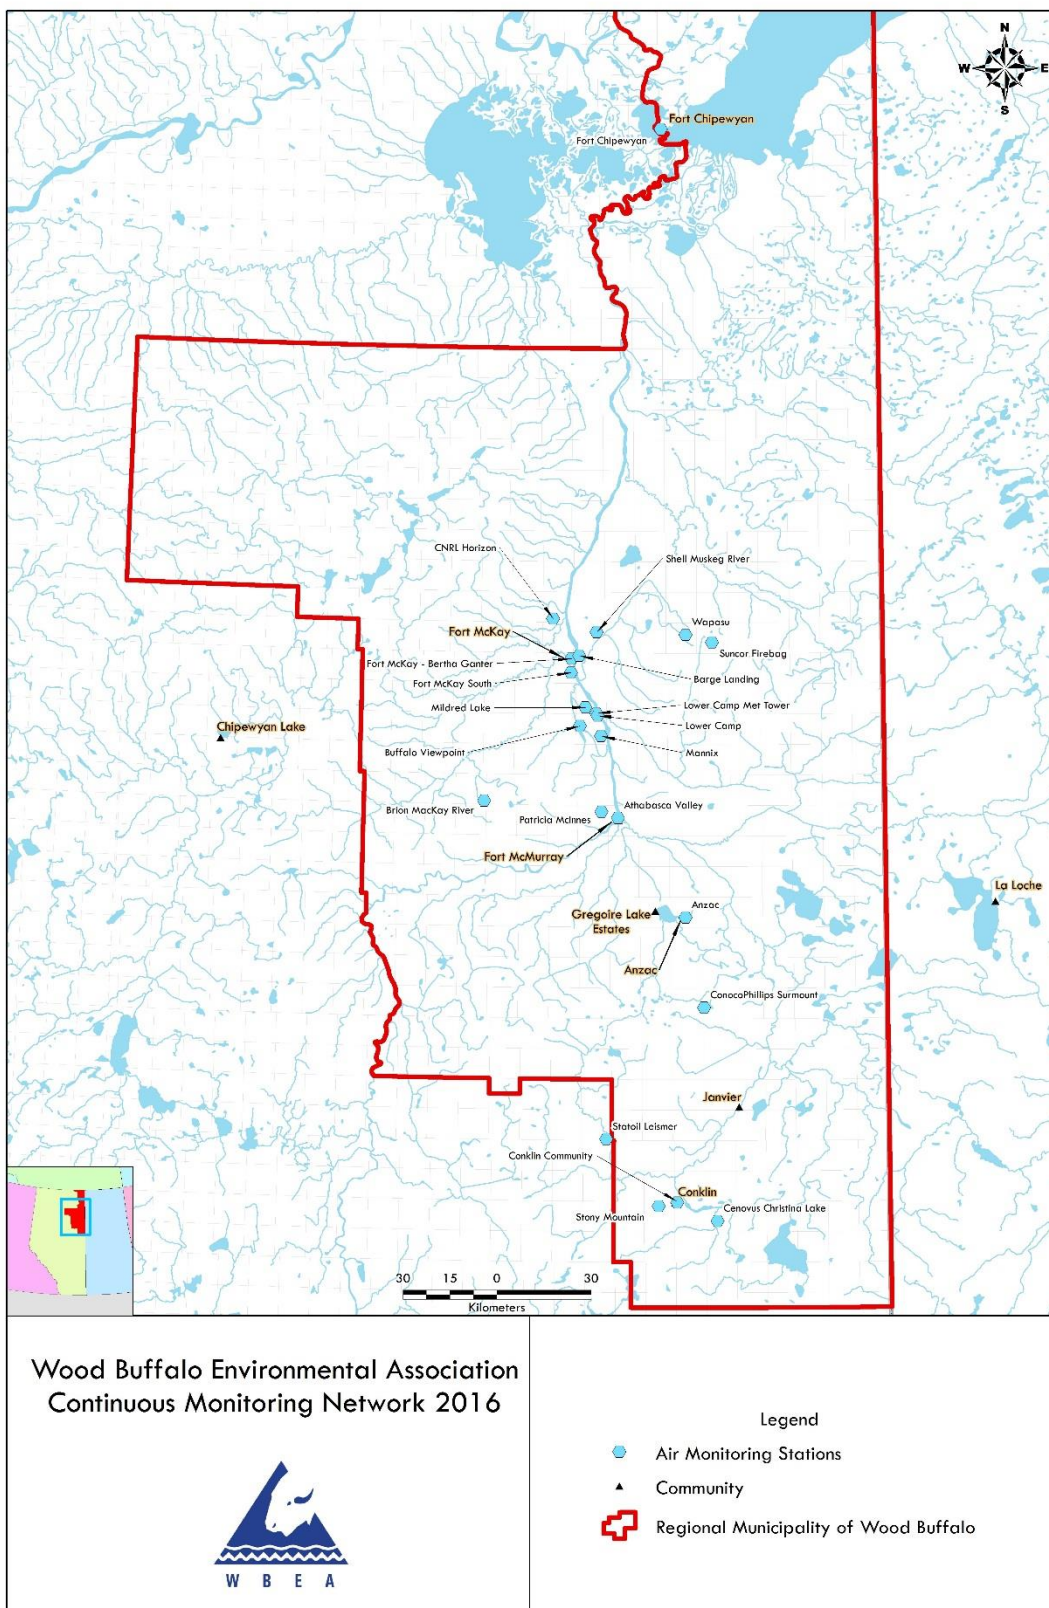 N
W
E
S
Fort Chipewyan
Fort Chipewyan
CNRL Horizon
Shell Muskeg River
Wapasu
Fort McKay
Suncor Firebag
Fort McKay - Bertha Ganter
Barge Landing
Fort McKay South
Mildred Lake
Lower Camp Met Tower
Lower Camp
Chipewyan Lake
Buffalo Viewpoint
Mannix
Brion MacKay River
Athabasca Valley
Patricia McInnes
Fort McMurray
La Loche
Anzac
Gregoire Lake
Estates
Anzac
ConocoPhillips Surmount
Janvier
Statoil Leismer
Conklin Community
Conklin
Stony Mountain
Cenovus Christina Lake
30 15 0 30
Kilometers
Wood Buffalo Environmental Association
Continuous Monitoring Network 2016
W B E A
Legend
Air Monitoring Stations
Community
Regional Municipality of Wood Buffalo